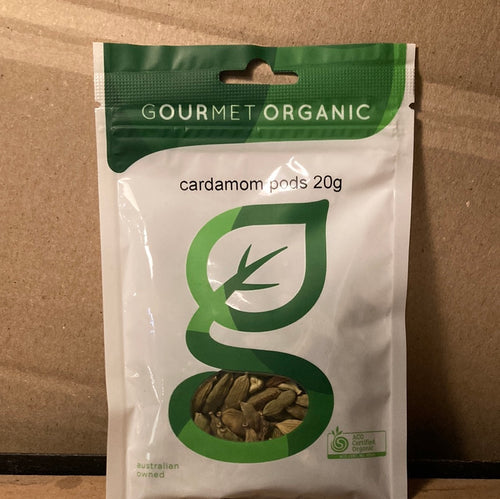 GOURMET ORGANIC
cardamom pods 20g
australian
owned
ACO
Certified
Organic